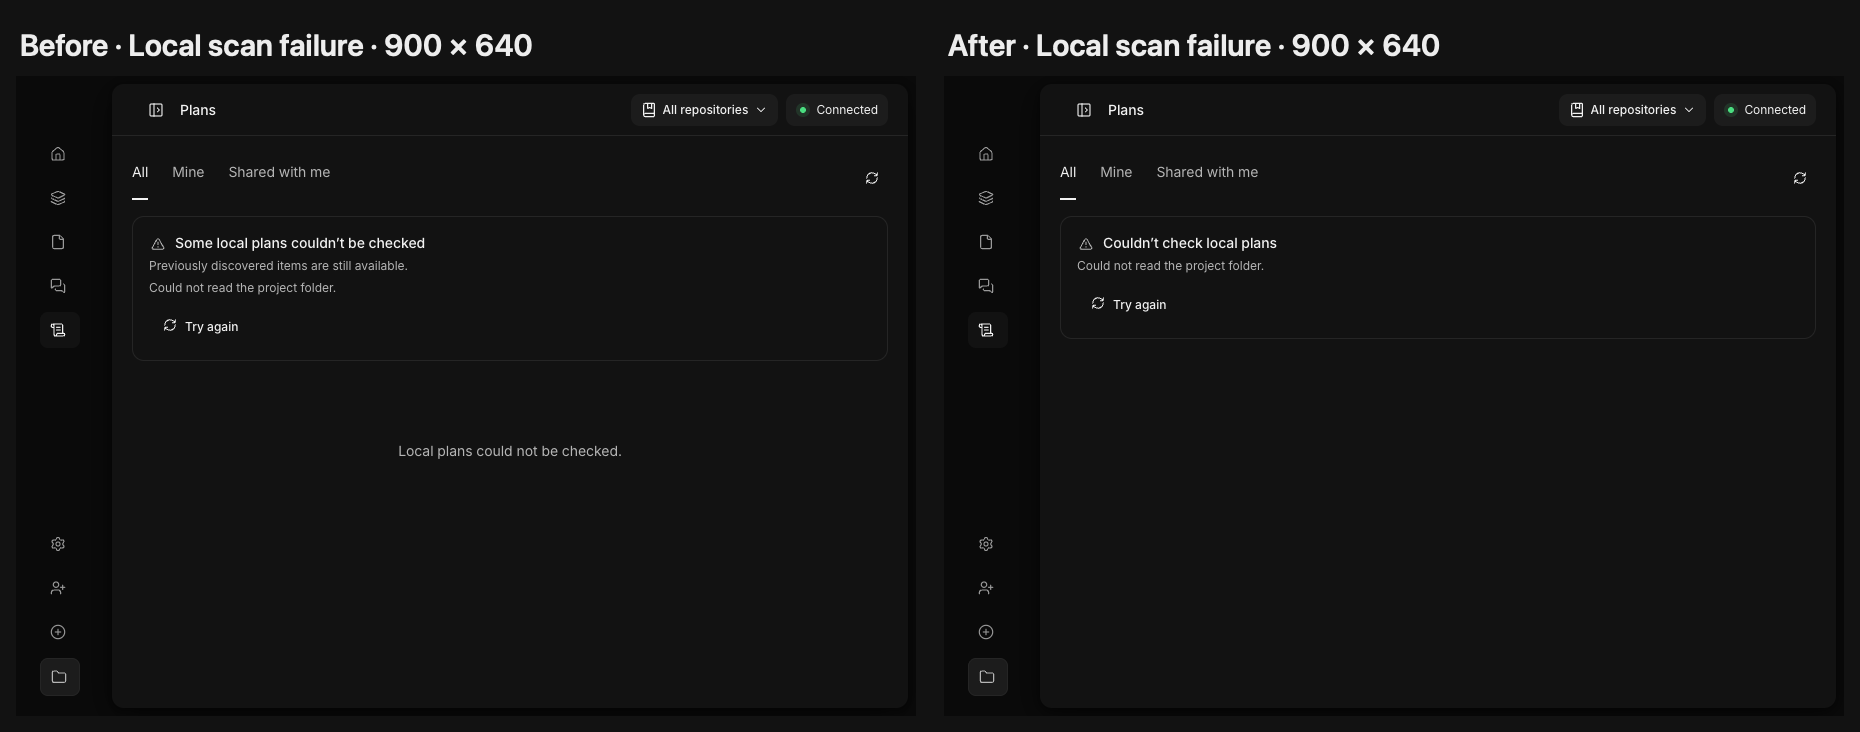 Before · Local scan failure · 900 × 640
Plans
All repositories
Connected
All
Mine
Shared with me
Some local plans couldn’t be checked
Previously discovered items are still available.
Could not read the project folder.
Try again
Local plans could not be checked.
After · Local scan failure · 900 × 640
Plans
All repositories
Connected
All
Mine
Shared with me
Couldn’t check local plans
Could not read the project folder.
Try again